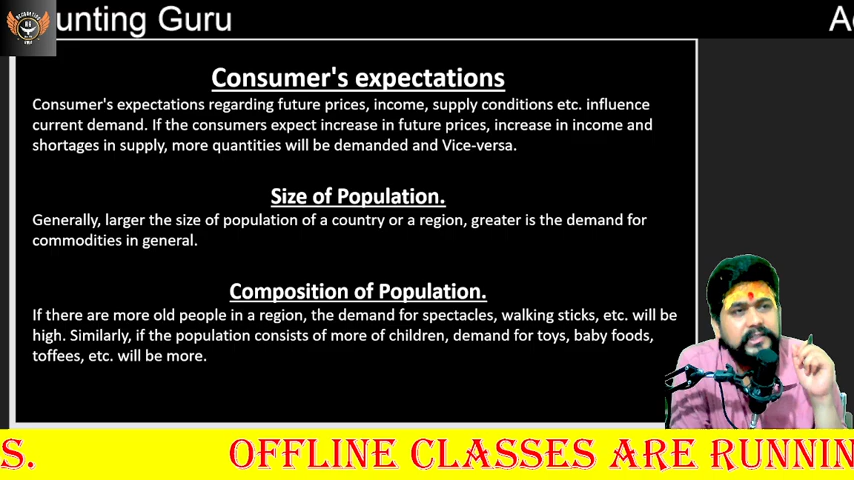 unting Guru
Consumer's expectations
Consumer's expectations regarding future prices, income, supply conditions etc. influence
current demand. If the consumers expect increase in future prices, increase in income and
shortages in supply, more quantities will be demanded and Vice-versa.
Size of Population.
Generally, larger the size of population of a country or a region, greater is the demand for
commodities in general.
Composition of Population.
If there are more old people in a region, the demand for spectacles, walking sticks, etc. will be
high. Similarly, if the population consists of more of children, demand for toys, baby foods,
toffees, etc. will be more.
S. OFFLINE CLASSES ARE RUNNIN